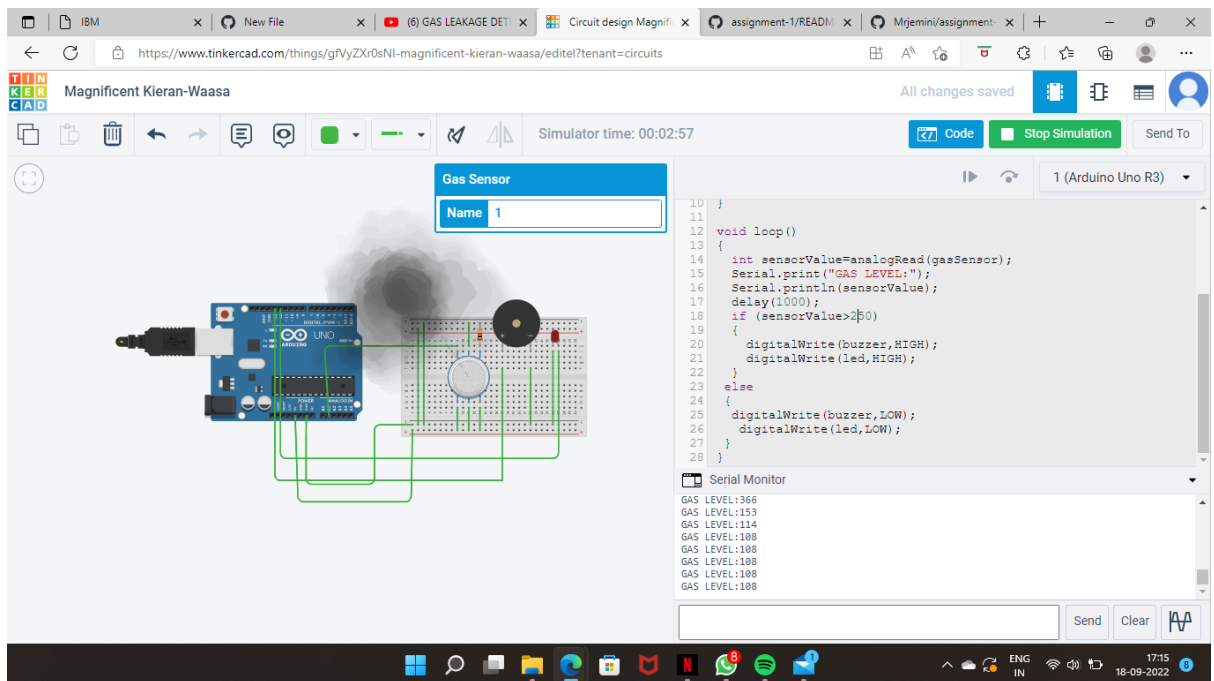 IBM
New File
(6) GAS LEAKAGE DET
Circuit design Magnifi
assignment-1/READM
Mrjemini/assignment-
https://www.tinkercad.com/things/gfVyZXr0sNI-magnificent-kieran-waasa/editel?tenant=circuits
TIN
KER
CAD
Magnificent Kieran-Waasa
All changes saved
Simulator time: 00:02:57
Code
Stop Simulation
Send To
Gas Sensor
Name 1
1 (Arduino Uno R3)
UNO
ARDUINO
POWER
ANALOG IN
10 }
11
12 void loop()
13 {
14 int sensorValue=analogRead(gasSensor);
15 Serial.print("GAS LEVEL:");
16 Serial.println(sensorValue);
17 delay(1000);
18 if (sensorValue>250)
19 {
20 digitalWrite(buzzer,HIGH);
21 digitalWrite(led,HIGH);
22 }
23 else
24 {
25 digitalWrite(buzzer,LOW);
26 digitalWrite(led,LOW);
27 }
28 }
Serial Monitor
GAS LEVEL:366
GAS LEVEL:153
GAS LEVEL:114
GAS LEVEL:108
GAS LEVEL:108
GAS LEVEL:108
GAS LEVEL:108
GAS LEVEL:108
Send
Clear
N
8
1
ENG
IN
17:15
18-09-2022
8